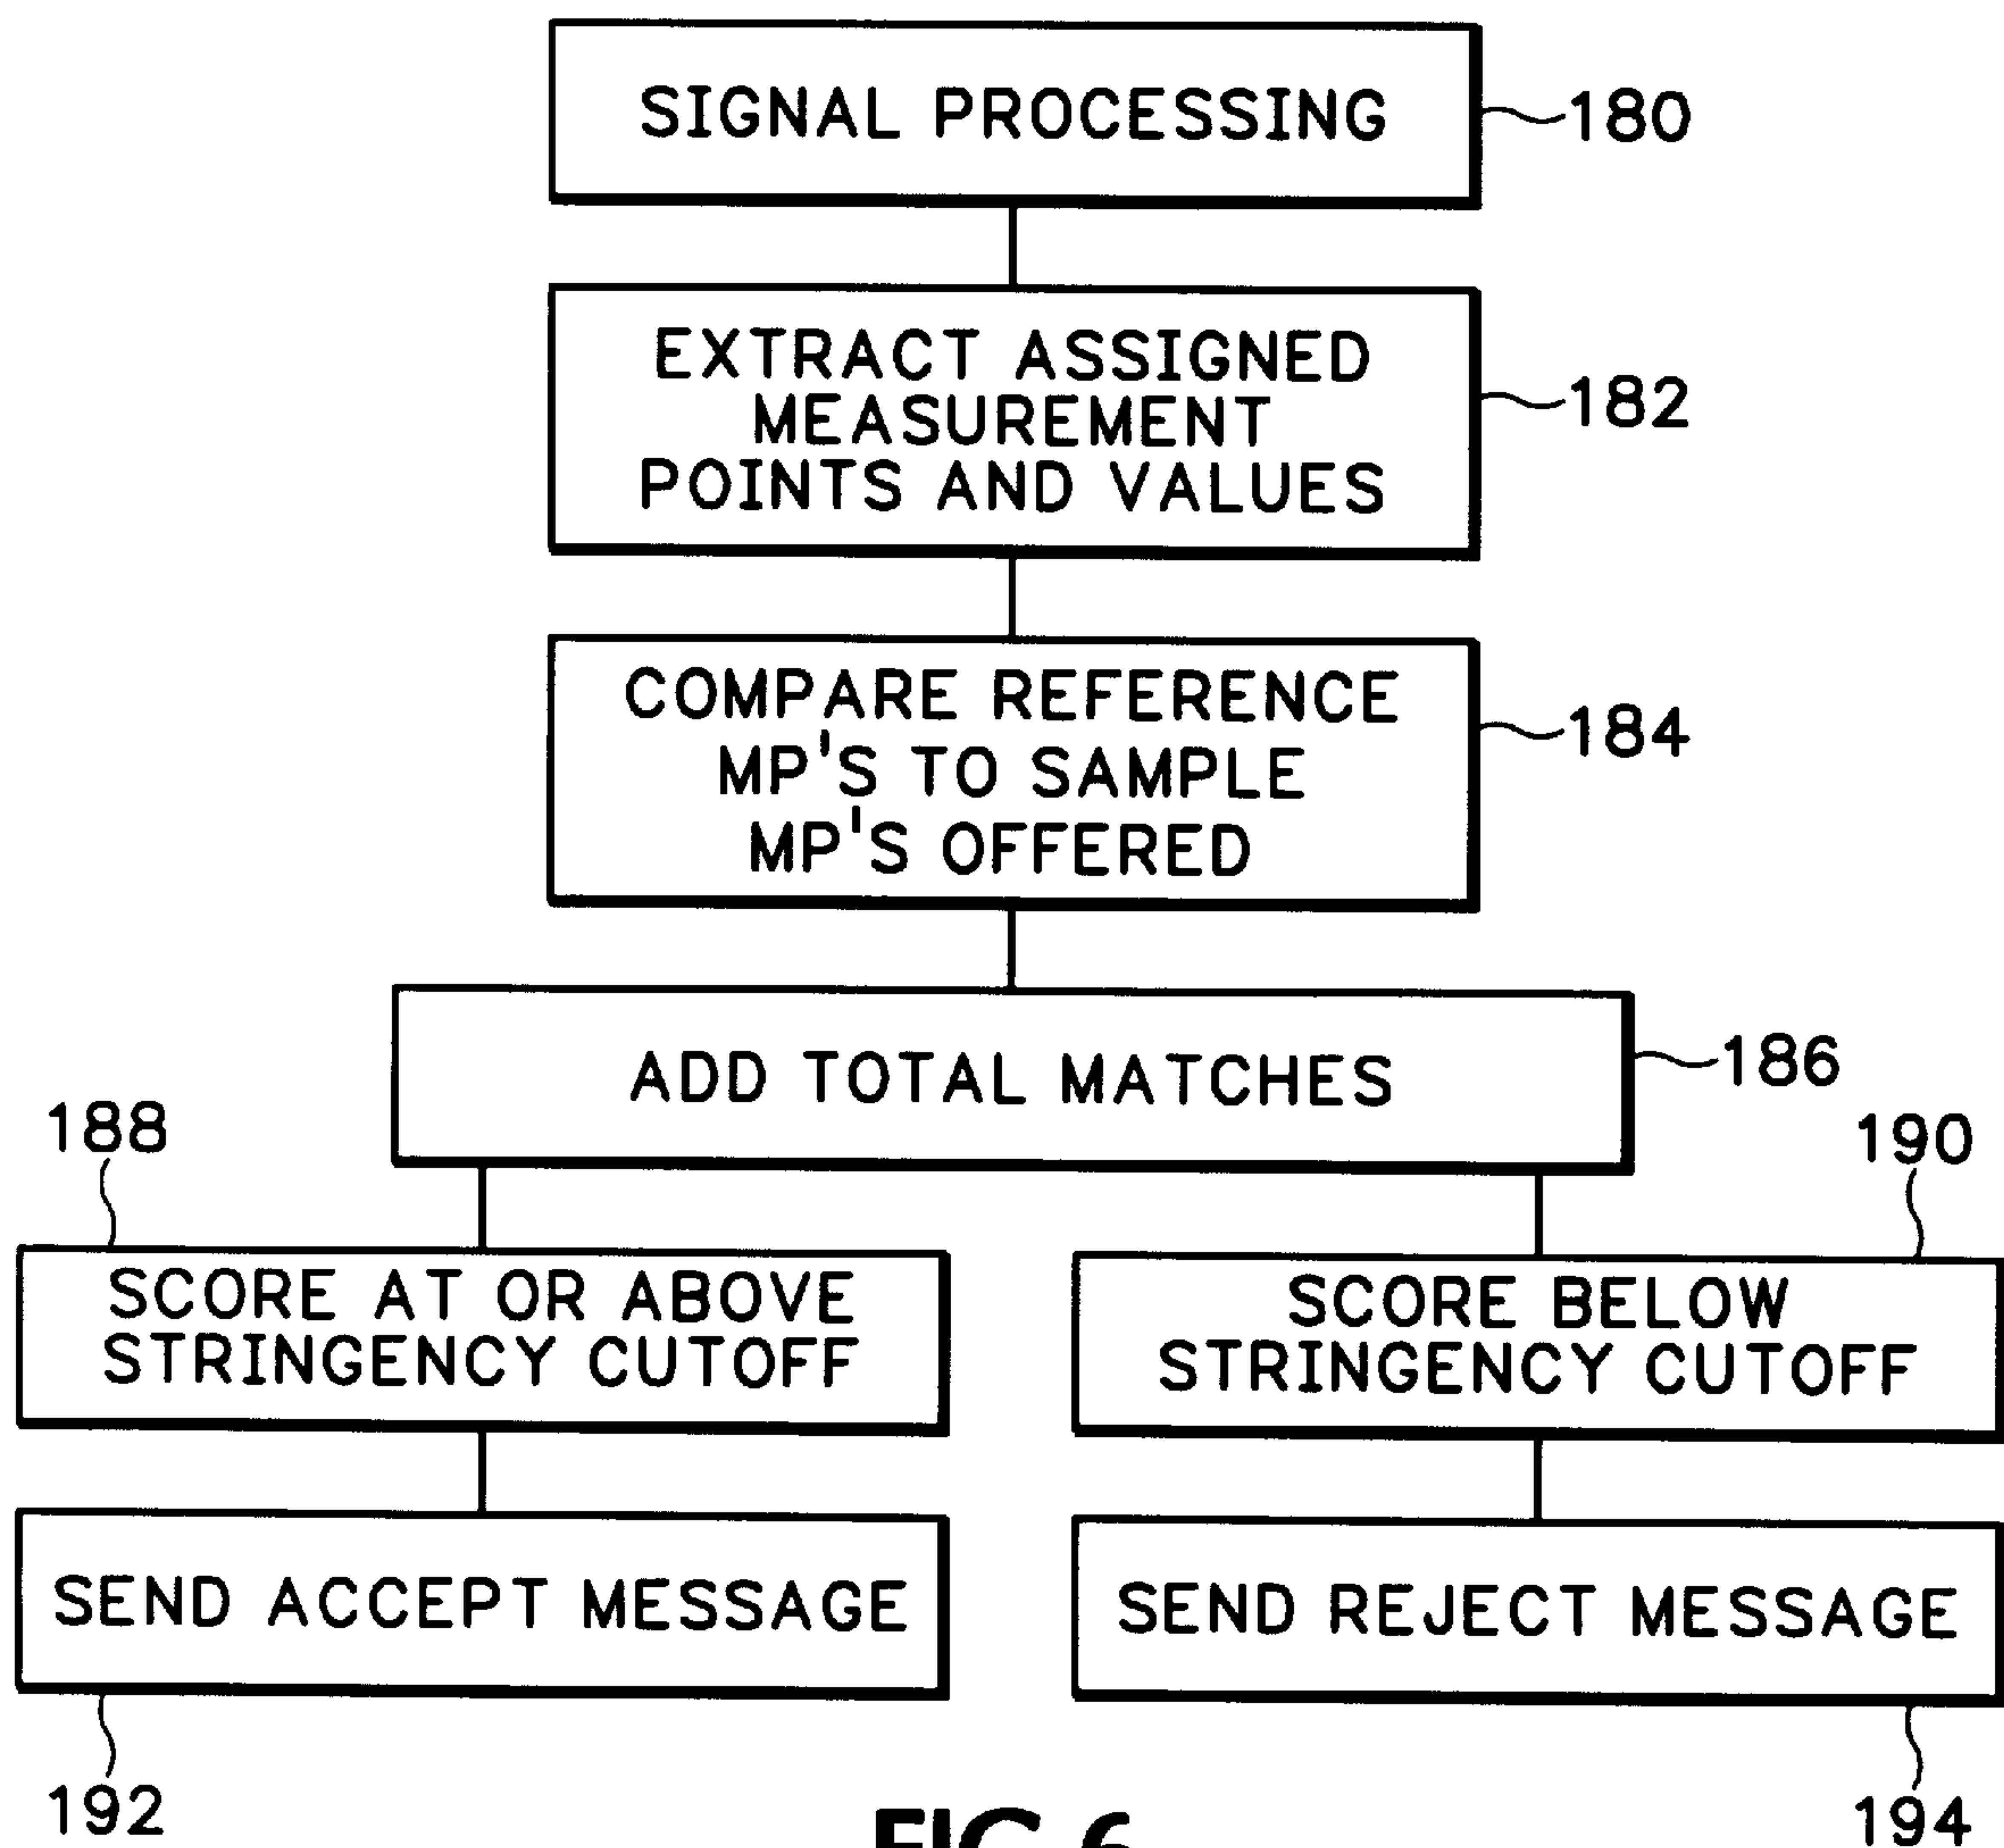 SIGNAL PROCESSING
180
EXTRACT ASSIGNED
MEASUREMENT
POINTS AND VALUES
182
COMPARE REFERENCE
MP'S TO SAMPLE
MP'S OFFERED
184
ADD TOTAL MATCHES
186
188
190
SCORE AT OR ABOVE
STRINGENCY CUTOFF
SCORE BELOW
STRINGENCY CUTOFF
SEND ACCEPT MESSAGE
SEND REJECT MESSAGE
192
194
FIG.6